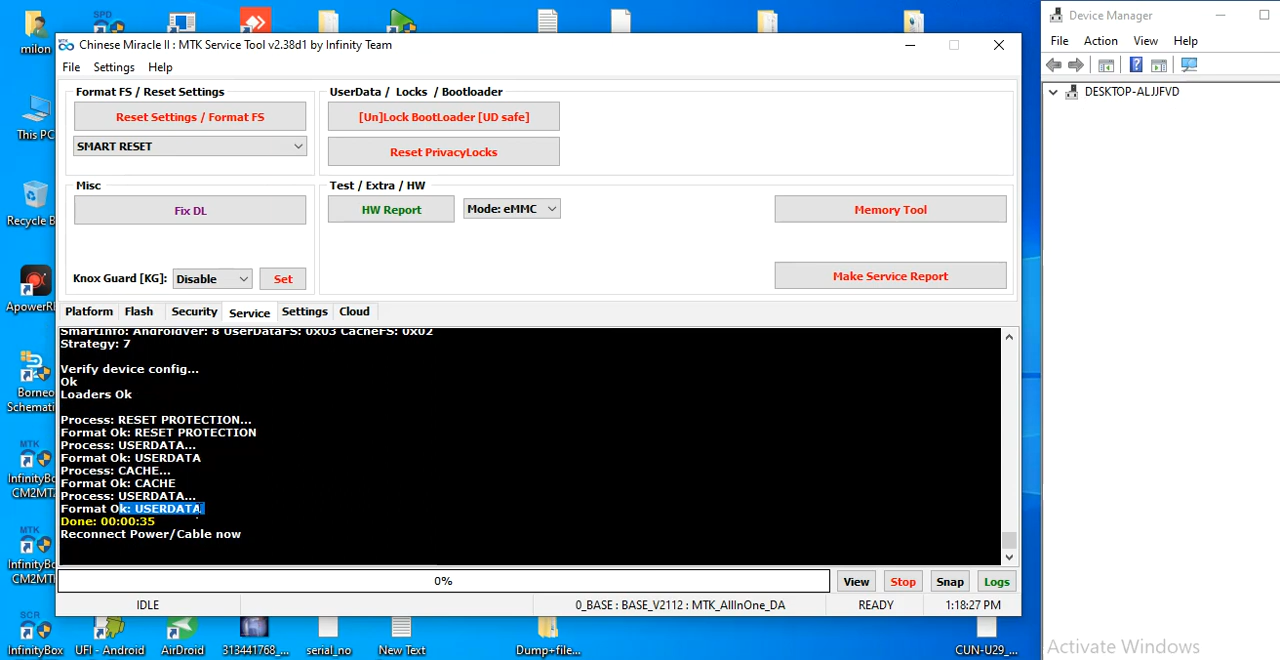 milon
SPD
Chinese Miracle II : MTK Service Tool v2.38d1 by Infinity Team
File Settings Help
Format FS / Reset Settings
Reset Settings / Format FS
SMART RESET
UserData / Locks / Bootloader
[Un]Lock BootLoader [UD safe]
Reset PrivacyLocks
Misc
Fix DL
Knox Guard [KG]: Disable Set
Test / Extra / HW
HW Report Mode: eMMC Memory Tool
Make Service Report
Platform Flash Security Service Settings Cloud
SmartInfo: AndroidVer: 8 UserDataFS: 0x03 CacheFS: 0x02
Strategy: 7
Verify device config...
Ok
Loaders Ok
Process: RESET PROTECTION...
Format Ok: RESET PROTECTION
Process: USERDATA...
Format Ok: USERDATA
Process: CACHE...
Format Ok: CACHE
Process: USERDATA...
Format Ok: USERDATA
Done: 00:00:35
Reconnect Power/Cable now
0% View Stop Snap Logs
IDLE 0_BASE : BASE_V2112 : MTK_AllInOne_DA READY 1:18:27 PM
This PC
Recycle B
ApowerRE
Borneo
Schemati
MTK
InfinityBo
CM2MT
MTK
InfinityBo
CM2MT
SCR
InfinityBox
UFI - Android
AirDroid
313441768_...
serial_no
New Text
Dump+file...
CUN-U29_...
Device Manager
File Action View Help
DESKTOP-ALJJFVD
Activate Windows